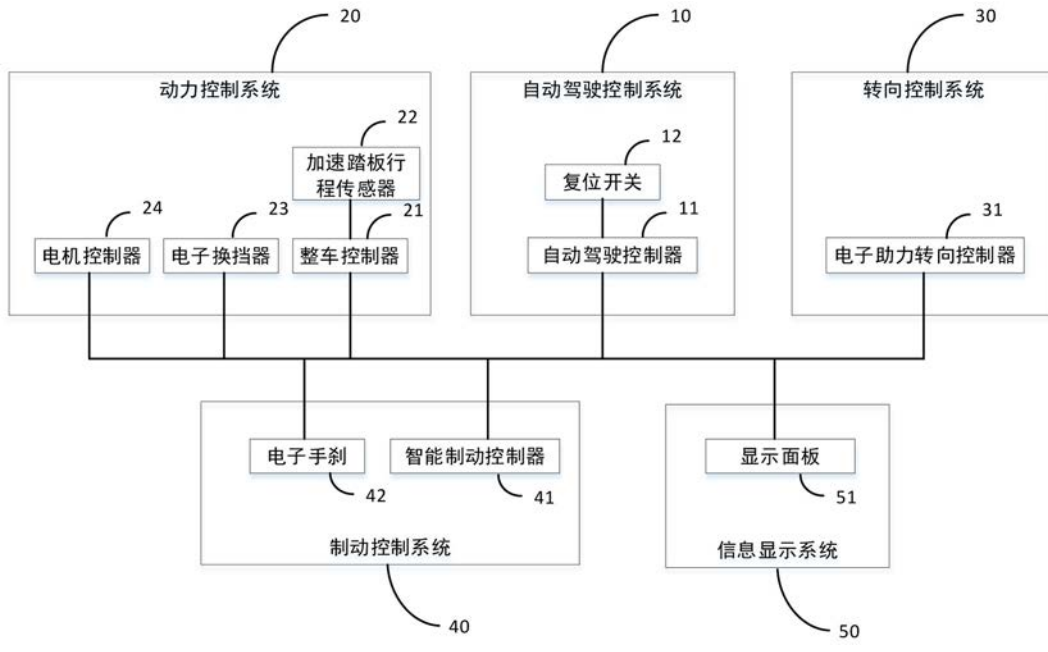 20
10
30
动力控制系统
自动驾驶控制系统
转向控制系统
22
12
加速踏板行
程传感器
复位开关
24
23
21
11
31
电机控制器
电子换挡器
整车控制器
自动驾驶控制器
电子助力转向控制器
电子手刹
智能制动控制器
显示面板
42
41
51
制动控制系统
信息显示系统
40
50